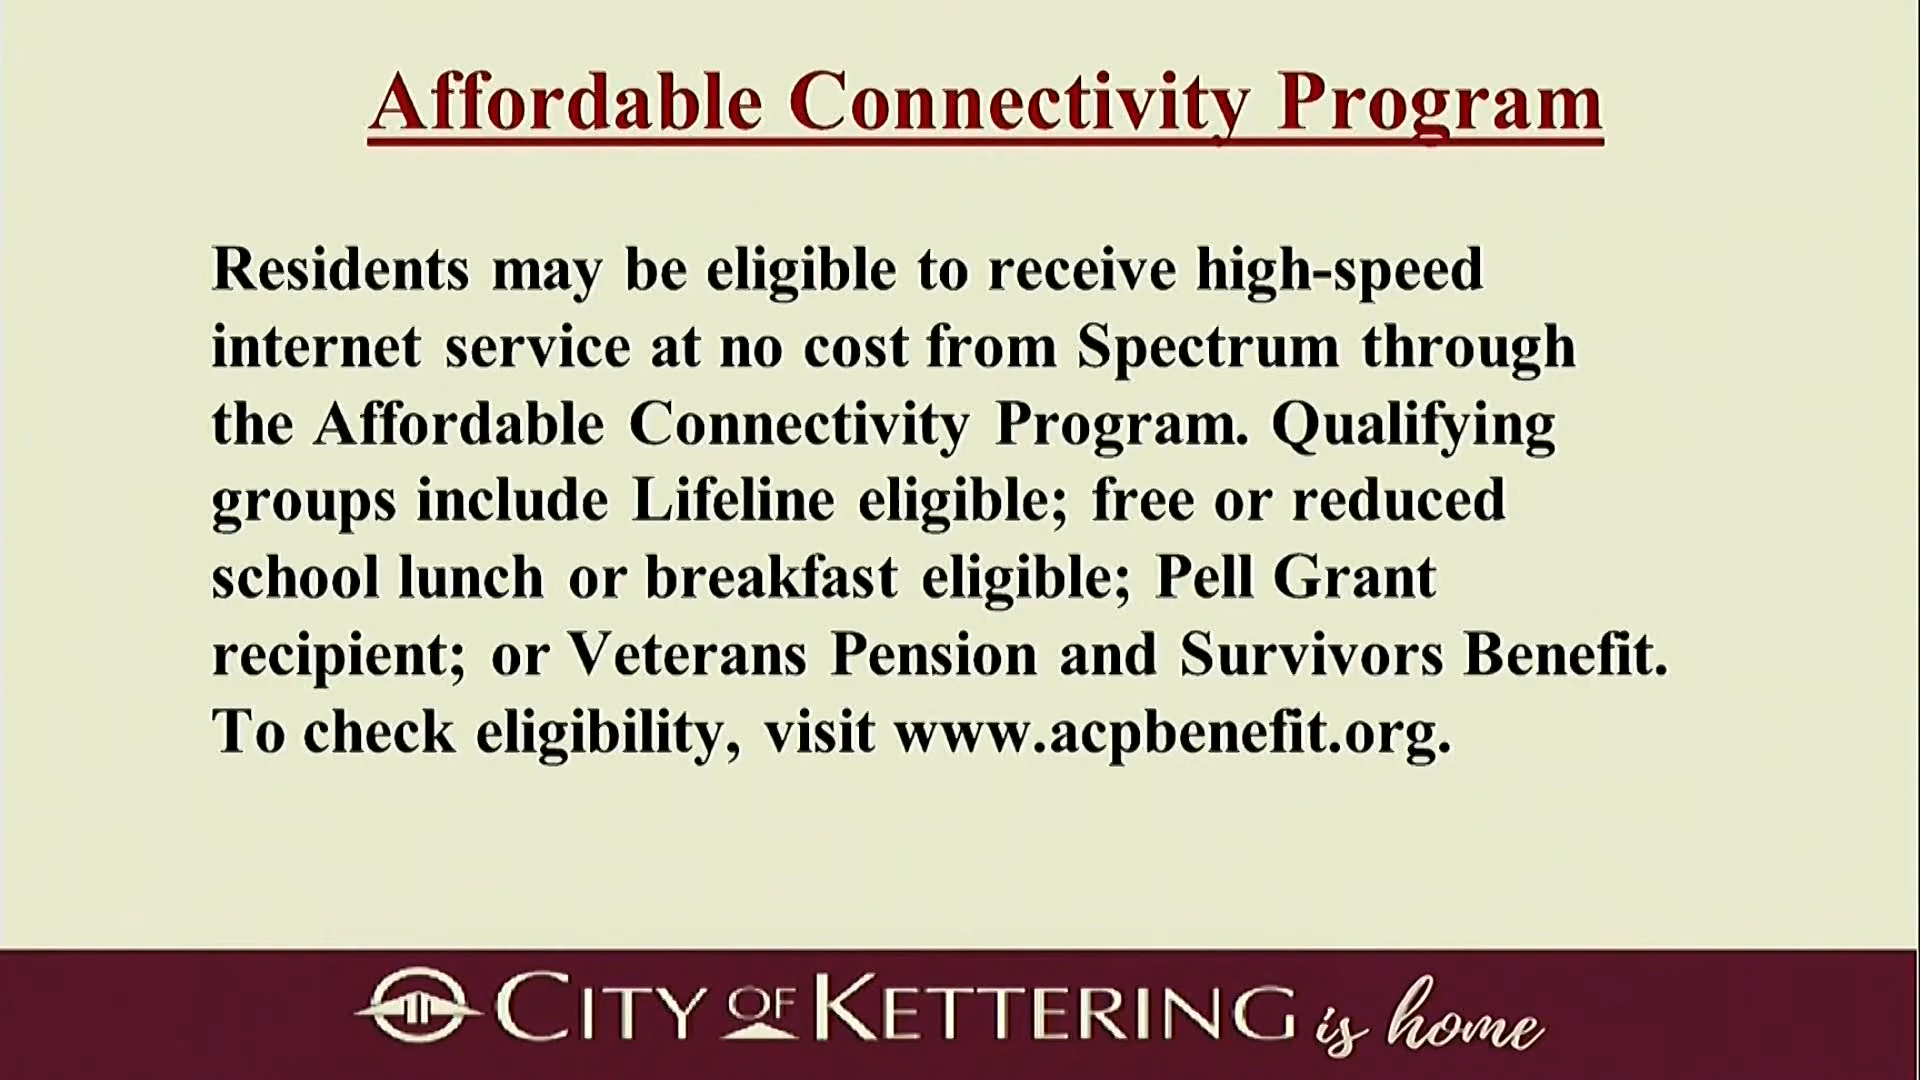 Affordable Connectivity Program
Residents may be eligible to receive high-speed
internet service at no cost from Spectrum through
the Affordable Connectivity Program. Qualifying
groups include Lifeline eligible; free or reduced
school lunch or breakfast eligible; Pell Grant
recipient; or Veterans Pension and Survivors Benefit.
To check eligibility, visit www.acpbenefit.org.
CITY OF KETTERING is home